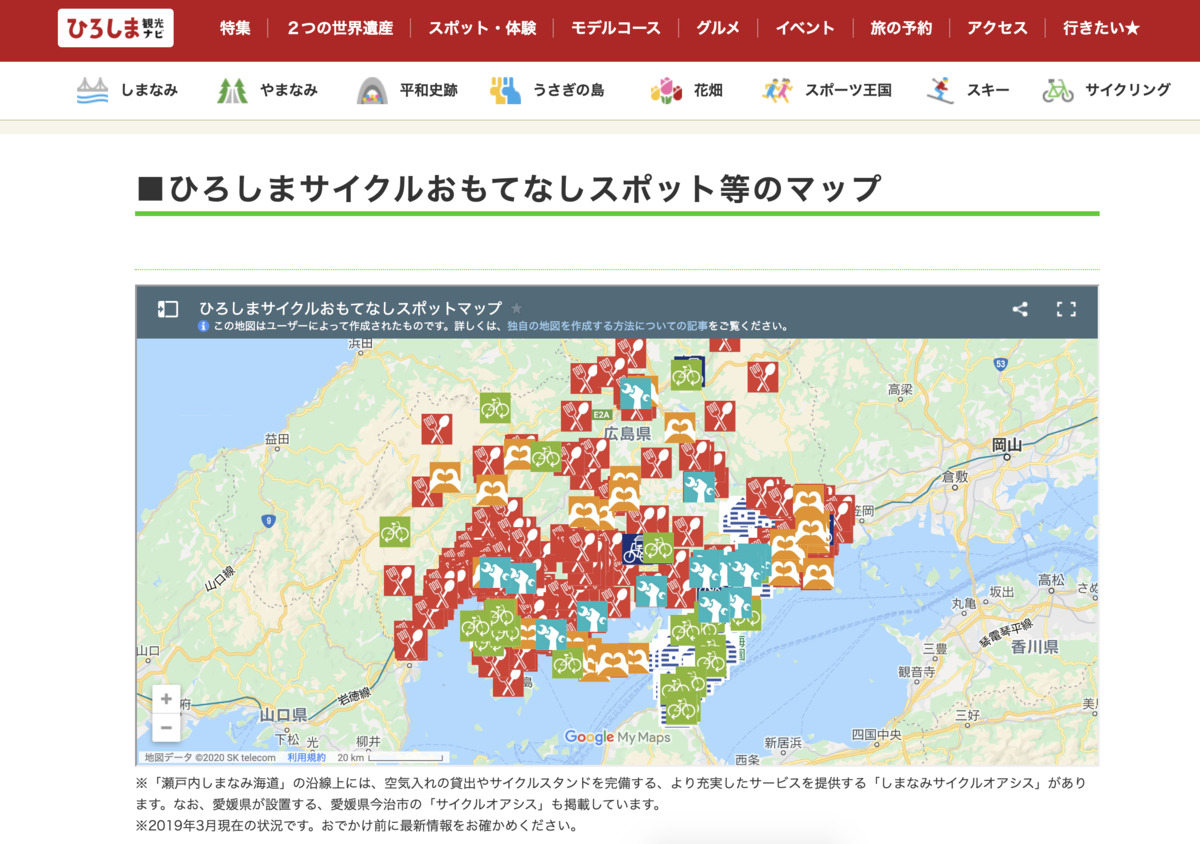 ひろしま観光ナビ
特集 2つの世界遺産 スポット・体験 モデルコース グルメ イベント 旅の予約 アクセス 行きたい★
しまなみ やまなみ 平和史跡 うさぎの島 花畑 スポーツ王国 スキー サイクリング
■ひろしまサイクルおもてなしスポット等のマップ
ひろしまサイクルおもてなしスポットマップ ★
この地図はユーザーによって作成されたものです。詳しくは、独自の地図を作成する方法についての記事をご覧ください。
浜田
53
高梁
E2A
広島県
益田
岡山
倉敷
笠岡
9
山口線
高松
さぬ
坂出
丸亀
琴電琴平線
香川県
三豊
観音寺
山口
島
府
岩徳線
山口県
三好
下松 光 柳井
四国中央
新居浜
西条
美馬
+
−
Google My Maps
地図データ ©2020 SK telecom 利用規約 20 km
※「瀬戸内しまなみ海道」の沿線上には、空気入れの貸出やサイクルスタンドを完備する、より充実したサービスを提供する「しまなみサイクルオアシス」があり
ます。なお、愛媛県が設置する、愛媛県今治市の「サイクルオアシス」も掲載しています。
※2019年3月現在の状況です。おでかけ前に最新情報をお確かめください。